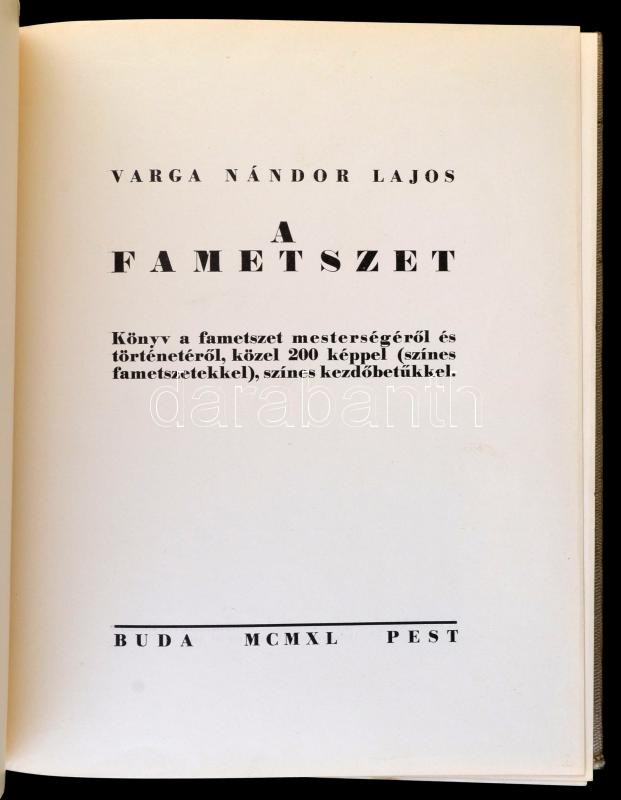 VARGA NÁNDOR LAJOS
A
FAMETSZET
Könyv a fametszet mesterségéről és
történetéről, közel 200 képpel (színes
fametszetekkel), színes kezdőbetűkkel.
darabanth
BUDA MCMXL PEST